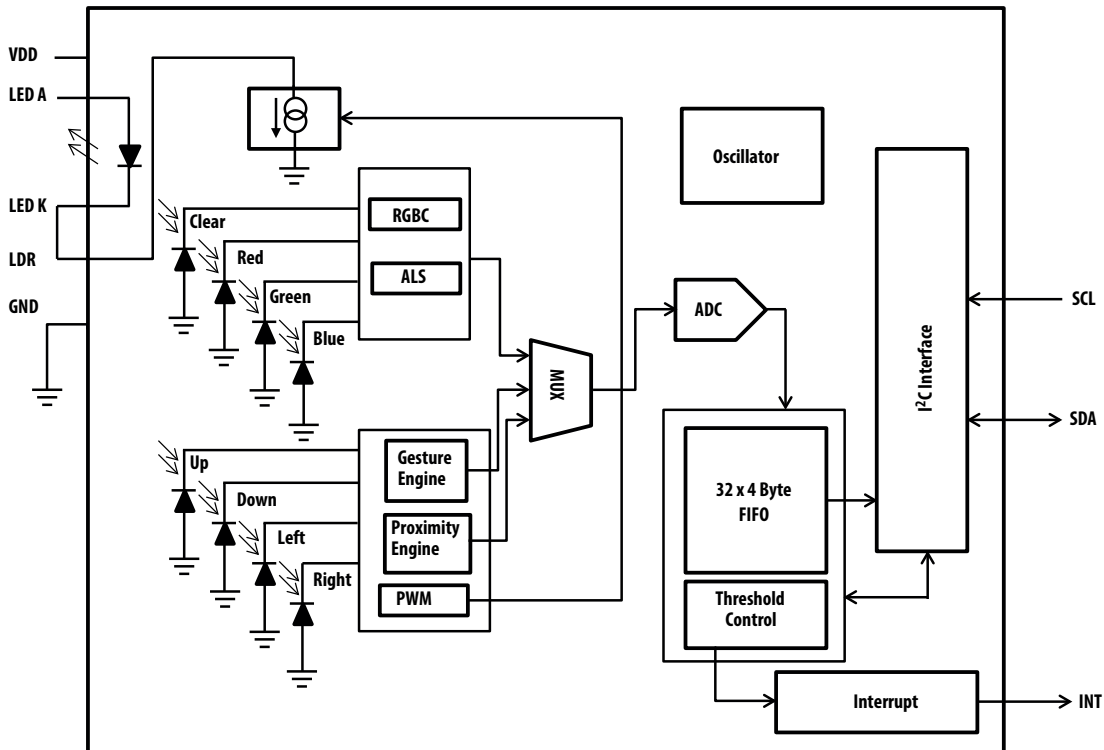 VDD
LED A
LED K
LDR
GND
Oscillator
Clear
Red
Green
Blue
RGBC
ALS
MUX
ADC
I²C Interface
SCL
SDA
Up
Down
Left
Right
Gesture
Engine
Proximity
Engine
PWM
32 x 4 Byte
FIFO
Threshold
Control
Interrupt
INT